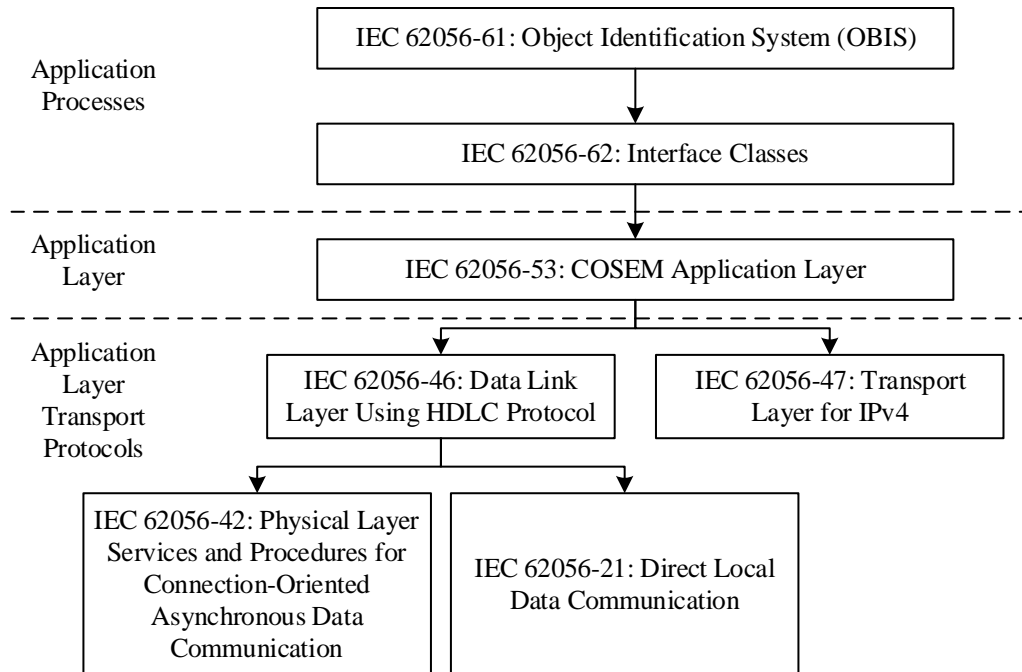 IEC 62056-61: Object Identification System (OBIS)
Application
Processes
IEC 62056-62: Interface Classes
Application
Layer
IEC 62056-53: COSEM Application Layer
Application
Layer
Transport
Protocols
IEC 62056-46: Data Link
Layer Using HDLC Protocol
IEC 62056-47: Transport
Layer for IPv4
IEC 62056-42: Physical Layer
Services and Procedures for
Connection-Oriented
Asynchronous Data
Communication
IEC 62056-21: Direct Local
Data Communication